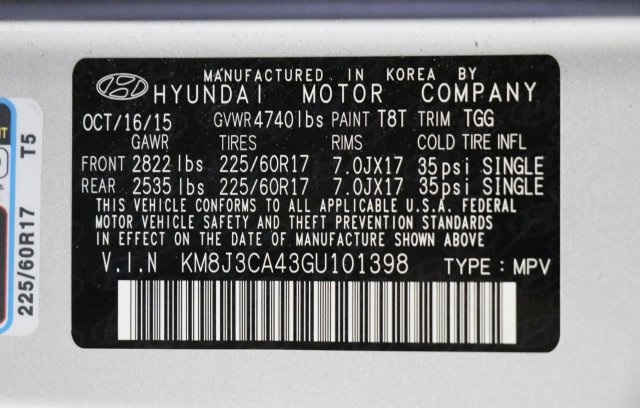 MANUFACTURED IN KOREA BY
HYUNDAI MOTOR COMPANY
OCT/16/15 GVWR 4740lbs PAINT T8T TRIM TGG
GAWR TIRES RIMS COLD TIRE INFL
FRONT 2822lbs 225/60R17 7.0JX17 35psi SINGLE
REAR 2535lbs 225/60R17 7.0JX17 35psi SINGLE
THIS VEHICLE CONFORMS TO ALL APPLICABLE U.S.A. FEDERAL
MOTOR VEHICLE SAFETY AND THEFT PREVENTION STANDARDS
IN EFFECT ON THE DATE OF MANUFACTURE SHOWN ABOVE.
V.I.N KM8J3CA43GU101398 TYPE : MPV
225/60R17 T5